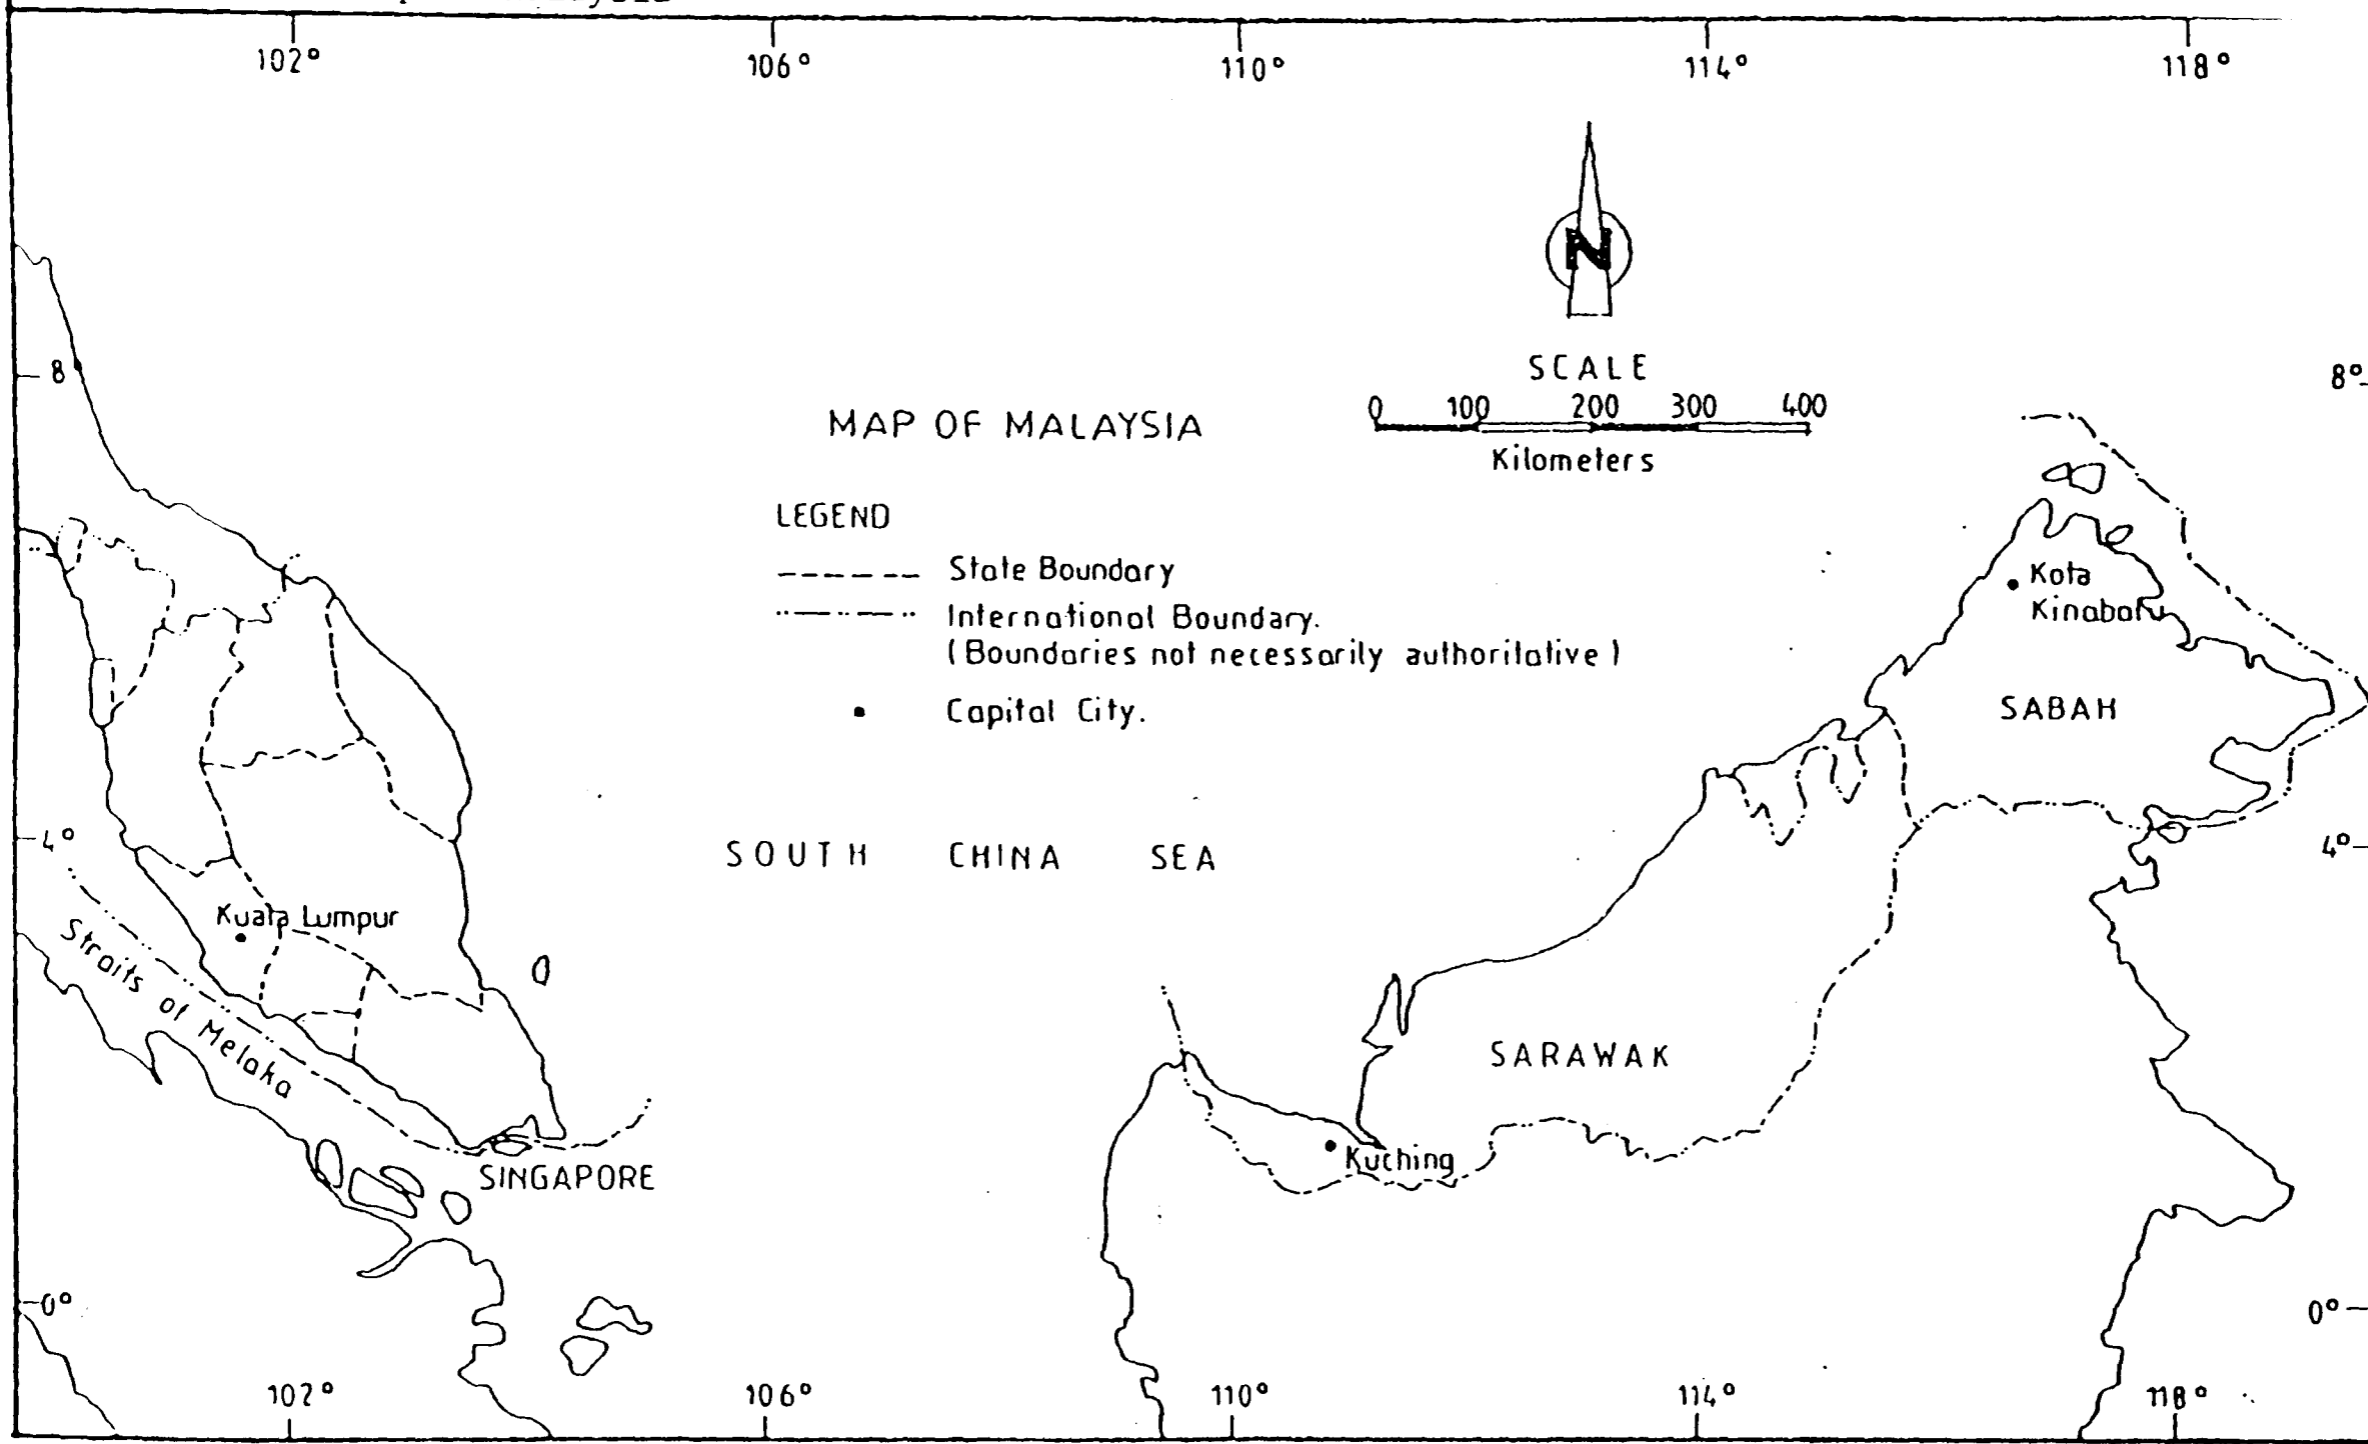 102° 106° 110° 114° 118°
N
SCALE
8 8°
0 100 200 300 400
Kilometers
MAP OF MALAYSIA
LEGEND
State Boundary
International Boundary.
(Boundaries not necessarily authoritative)
Capital City.
Kota
Kinabalu
SABAH
4° 4°
SOUTH CHINA SEA
Kuala Lumpur
Straits of Melaka
SARAWAK
Kuching
SINGAPORE
0° 0°
102° 106° 110° 114° 118°